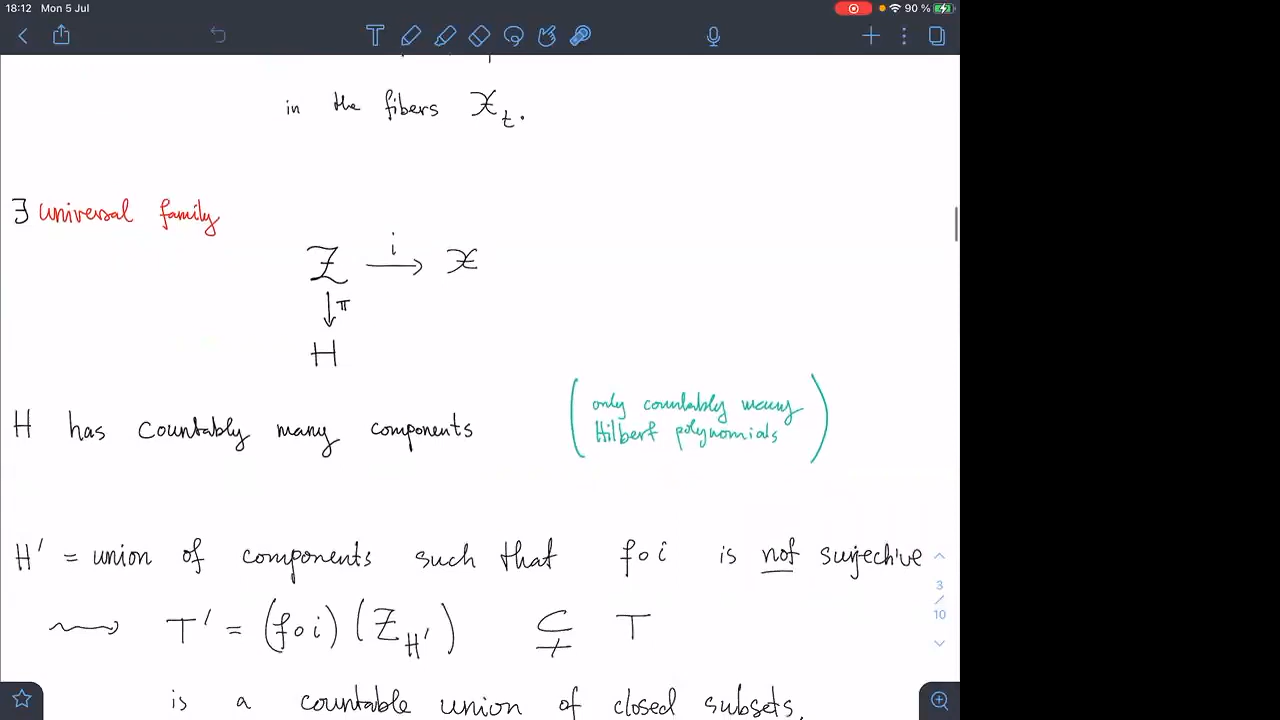 18:12 Mon 5 Jul
90 %
in the fibers 𝒳_t.
∃ universal family
Z —i→ 𝒳
↓π
H
H has countably many components
(only countably many
Hilbert polynomials)
H' = union of components such that f∘i is not surjective
3
/
10
⇝ T' = (f∘i)(Z_H') ⊊ T
is a countable union of closed subsets.